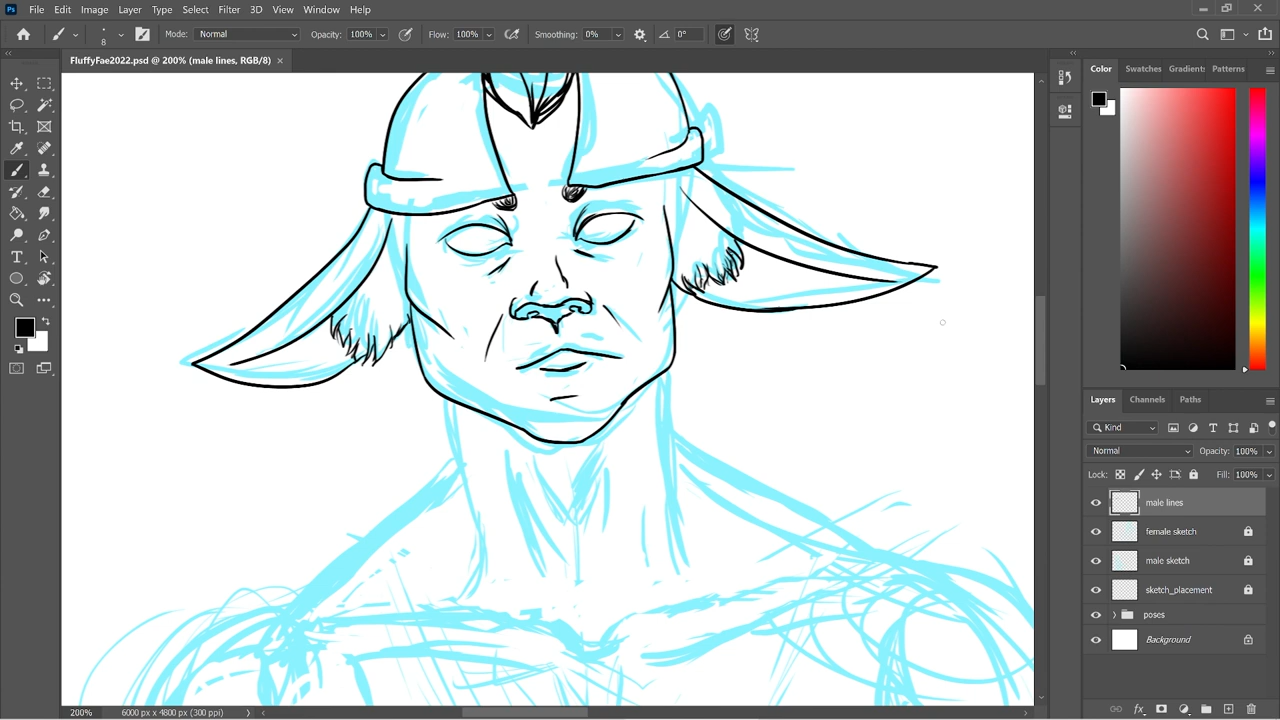 Ps File Edit Image Layer Type Select Filter 3D View Window Help
8 Mode: Normal Opacity: 100% Flow: 100% Smoothing: 0% 0°
FluffyFae2022.psd @ 200% (male lines, RGB/8) ×
Color Swatches Gradients Patterns
Layers Channels Paths
Kind
Normal Opacity: 100%
Lock: Fill: 100%
male lines
female sketch
male sketch
sketch_placement
poses
Background
200% 6000 px x 4800 px (300 ppi)